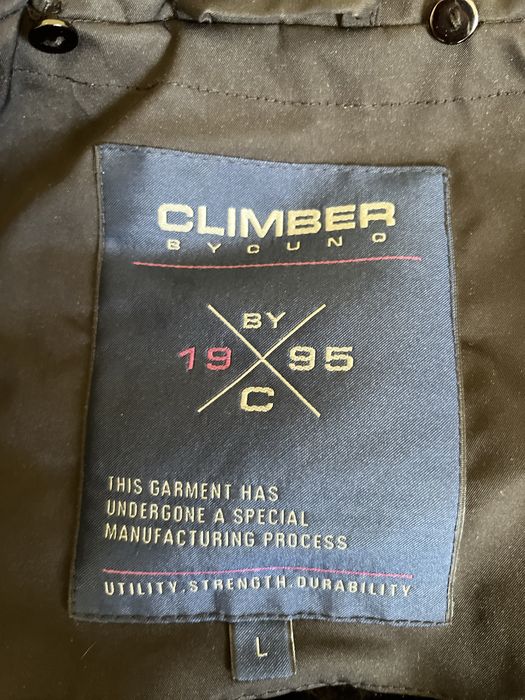 CLIMBER
BYCUNO
BY
19 95
C
THIS GARMENT HAS
UNDERGONE A SPECIAL
MANUFACTURING PROCESS
UTILITY.STRENGTH.DURABILITY
L